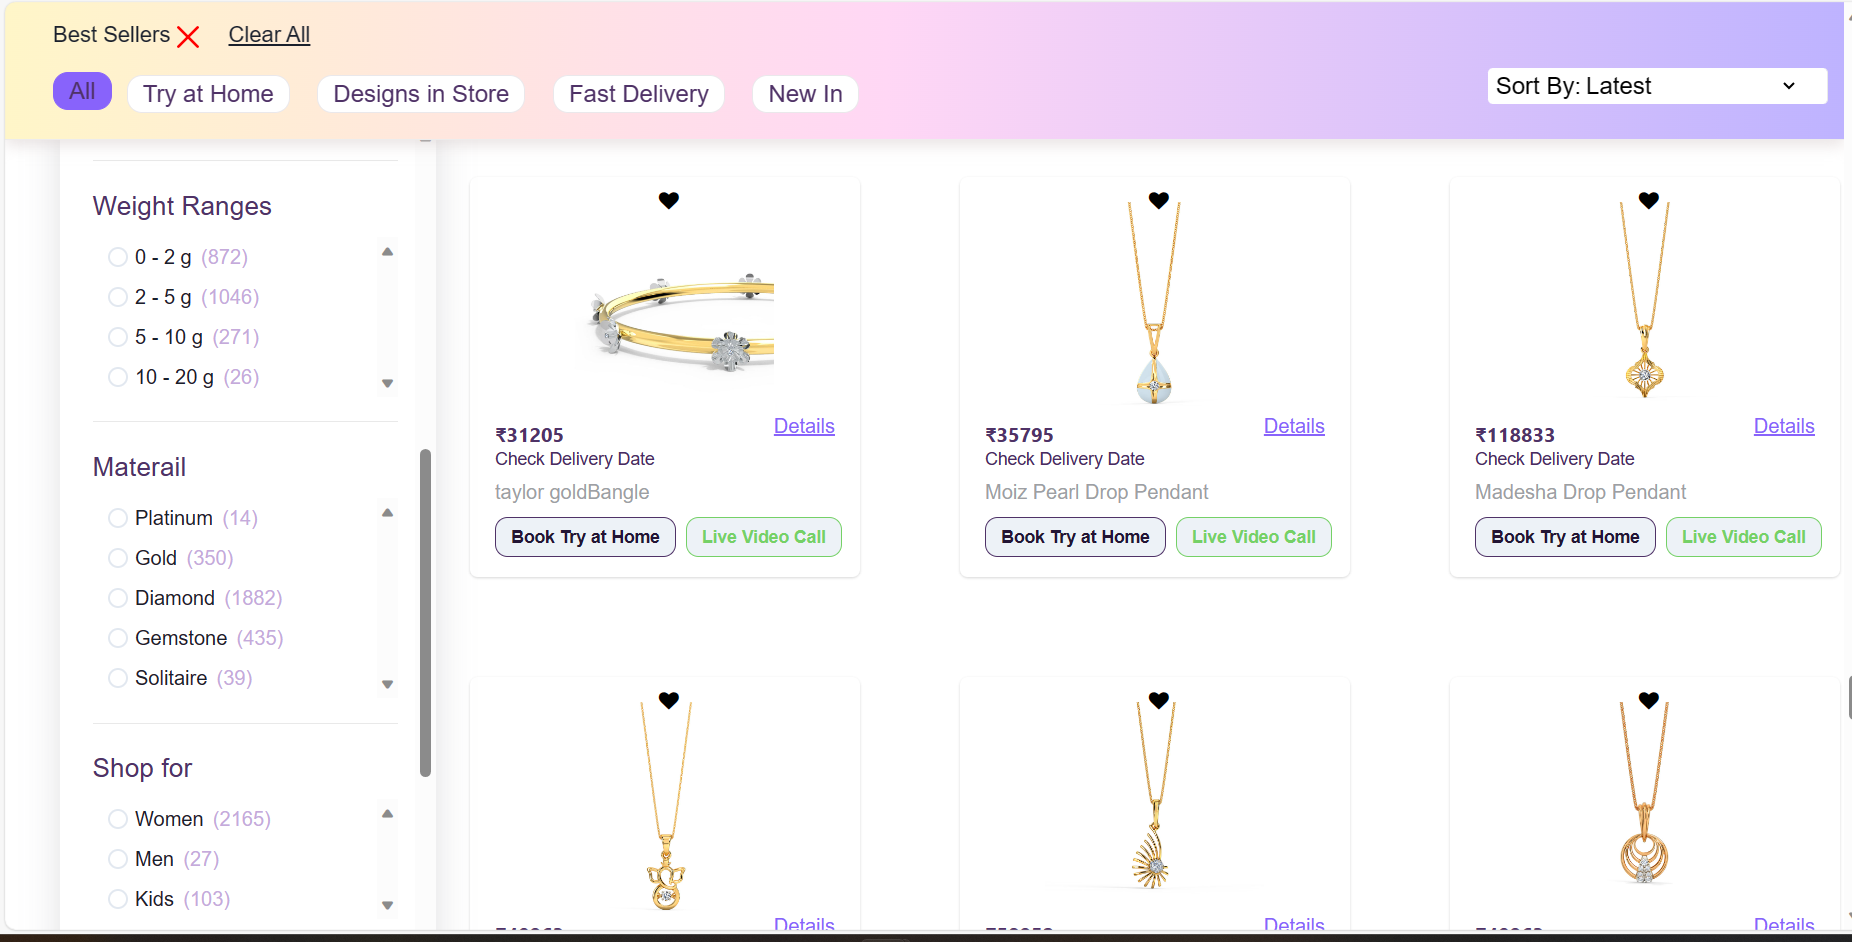 Best Sellers
Clear All
All
Try at Home
Designs in Store
Fast Delivery
New In
Sort By: Latest
Weight Ranges
0 - 2 g (872)
2 - 5 g (1046)
5 - 10 g (271)
10 - 20 g (26)
Materail
Platinum (14)
Gold (350)
Diamond (1882)
Gemstone (435)
Solitaire (39)
Shop for
Women (2165)
Men (27)
Kids (103)
₹31205
Details
Check Delivery Date
taylor goldBangle
Book Try at Home
Live Video Call
₹35795
Details
Check Delivery Date
Moiz Pearl Drop Pendant
Book Try at Home
Live Video Call
₹118833
Details
Check Delivery Date
Madesha Drop Pendant
Book Try at Home
Live Video Call
Details
Details
Details